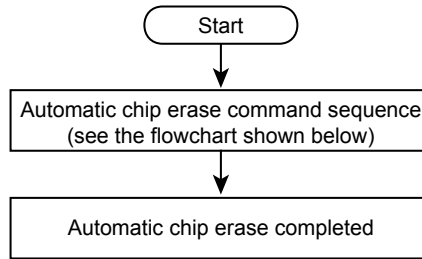 Start
Automatic chip erase command sequence
(see the flowchart shown below)
Automatic chip erase completed